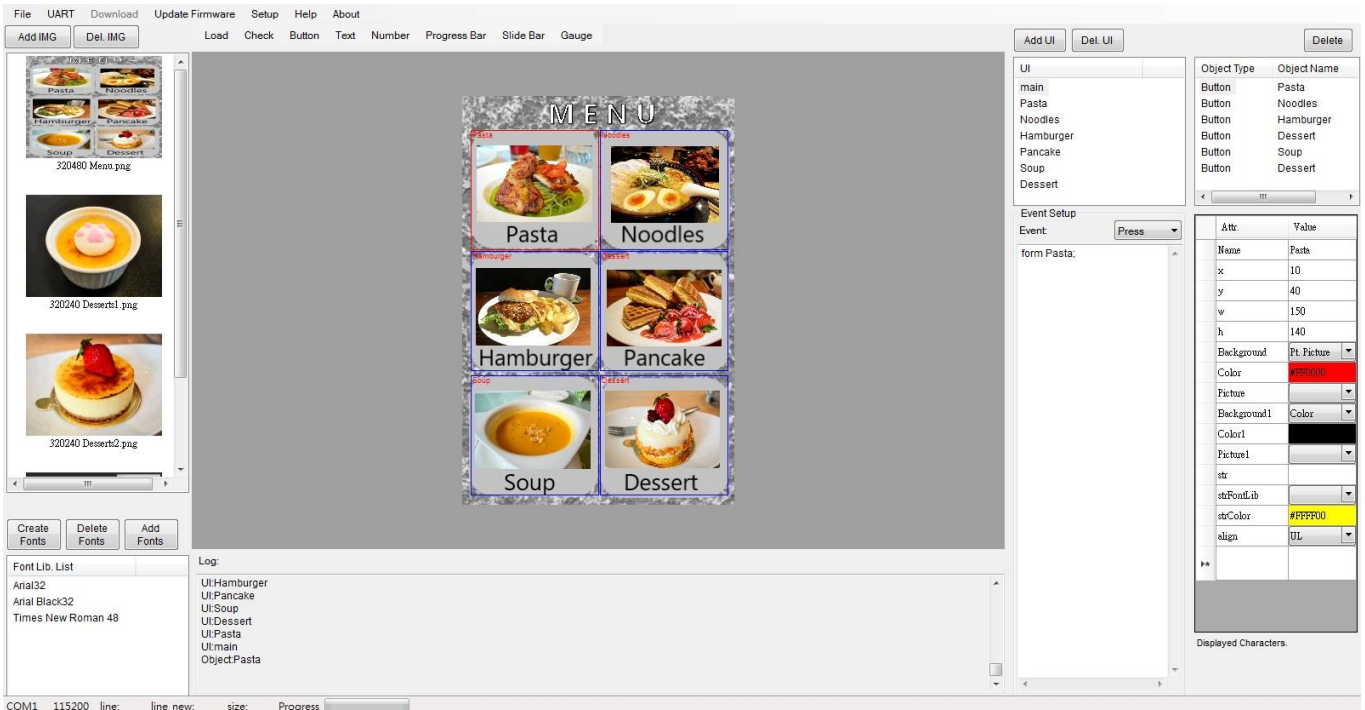 File UART Download Update Firmware Setup Help About
Add IMG Del. IMG Load Check Button Text Number Progress Bar Slide Bar Gauge Add UI Del. UI Delete
MENU
Pasta Noodles
Hamburger Pancake
Soup Dessert
320480 Menu.png
320240 Desserts1.png
320240 Desserts2.png
Create Fonts
Delete Fonts
Add Fonts
Font Lib. List
Arial32
Arial Black32
Times New Roman 48
MENU
Pasta Noodles
Pasta Noodles
Hamburger Dessert
Hamburger Pancake
Soup Dessert
Soup Dessert
Log:
UI:Hamburger
UI:Pancake
UI:Soup
UI:Dessert
UI:Pasta
UI:main
Object:Pasta
UI
main
Pasta
Noodles
Hamburger
Pancake
Soup
Dessert
Event Setup
Event: Press
form Pasta;
Object Type Object Name
Button Pasta
Button Noodles
Button Hamburger
Button Dessert
Button Soup
Button Dessert
Attr. Value
Name Pasta
x 10
y 40
w 150
h 140
Background Pt. Picture
Color #FF0000
Picture
Background1 Color
Color1
Picture1
str
strFontLib
strColor #FFFF00
align UL
Displayed Characters.
COM1 115200 line: line new: size: Progress